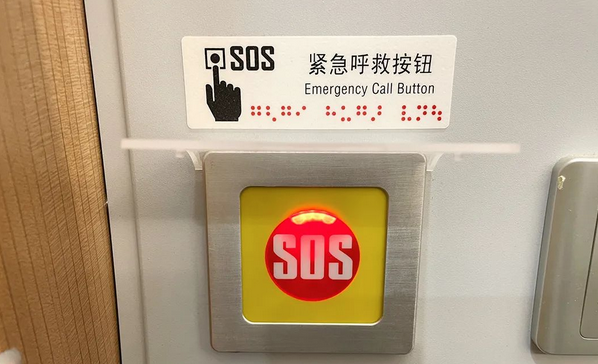 SOS
紧急呼救按钮
Emergency Call Button
SOS